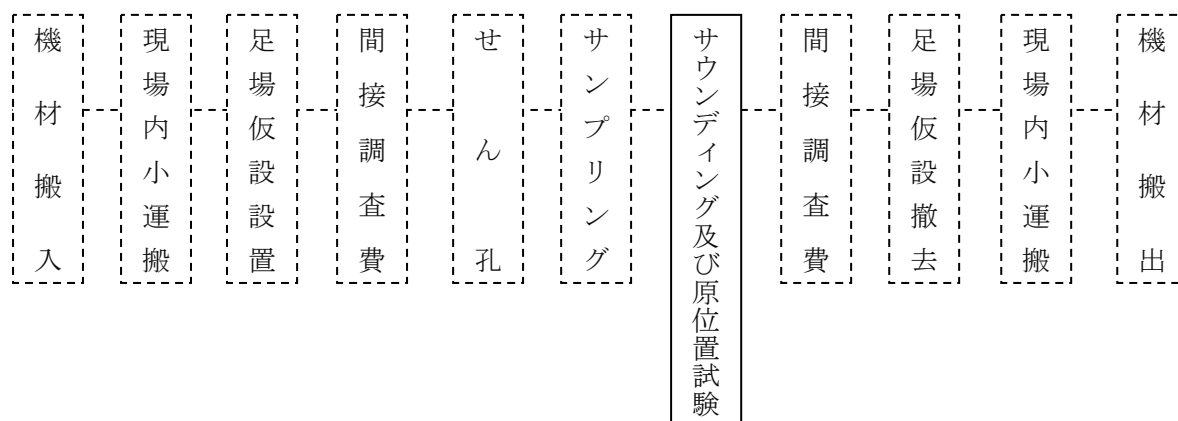 機材搬入
現場内小運搬
足場仮設設置
間接調査費
せん孔
サンプリング
サウンディング及び原位置試験
間接調査費
足場仮設撤去
現場内小運搬
機材搬出